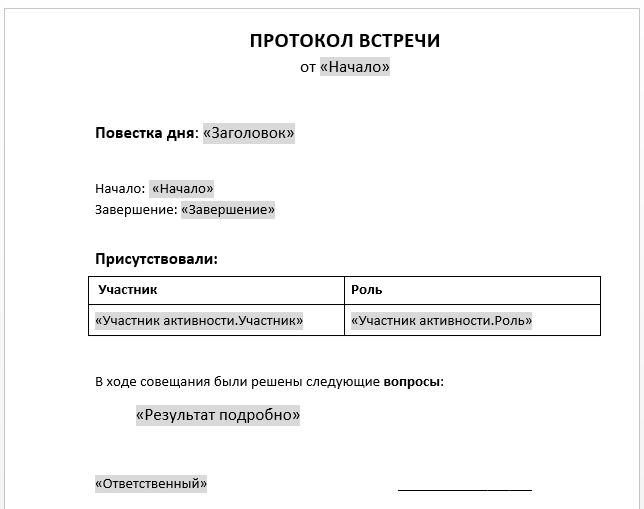 ПРОТОКОЛ ВСТРЕЧИ
от «Начало»
Повестка дня: «Заголовок»
Начало: «Начало»
Завершение: «Завершение»
Присутствовали:
Участник Роль
«Участник активности.Участник» «Участник активности.Роль»
В ходе совещания были решены следующие вопросы:
«Результат подробно»
«Ответственный» ___________________